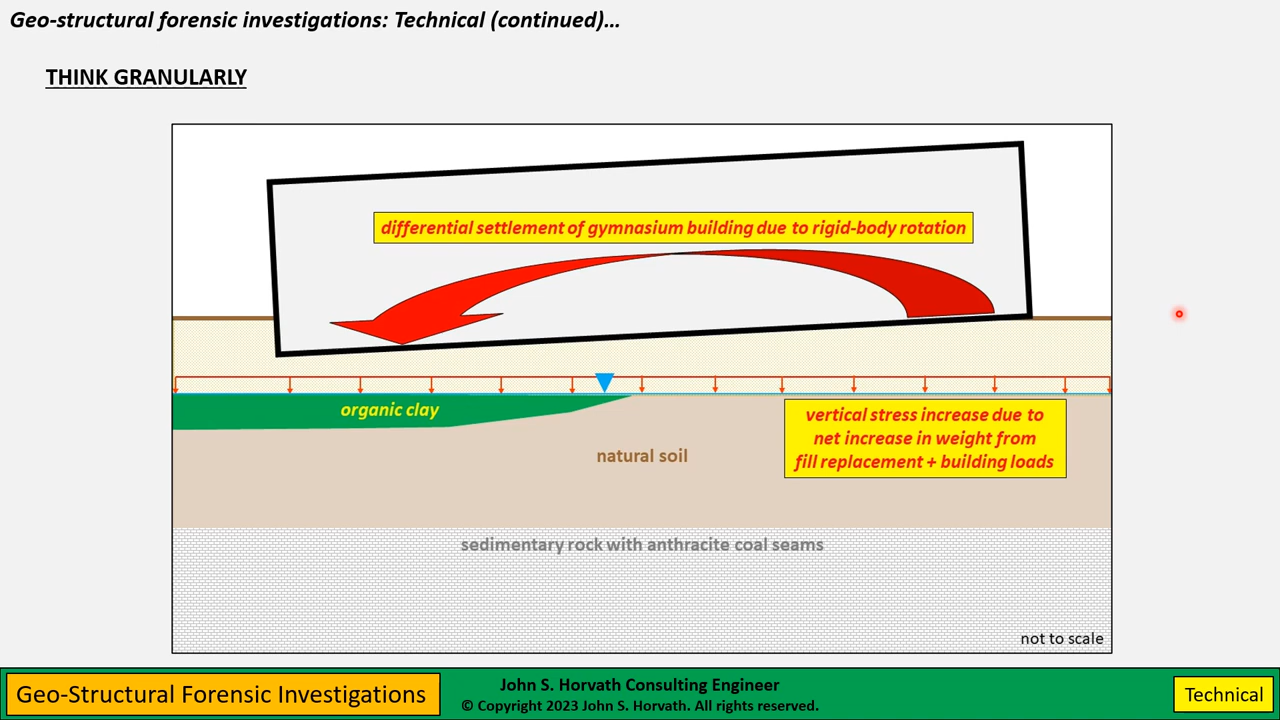 Geo-structural forensic investigations: Technical (continued)…
THINK GRANULARLY
differential settlement of gymnasium building due to rigid-body rotation
organic clay
vertical stress increase due to
net increase in weight from
fill replacement + building loads
natural soil
sedimentary rock with anthracite coal seams
not to scale
Geo-Structural Forensic Investigations
John S. Horvath Consulting Engineer
© Copyright 2023 John S. Horvath. All rights reserved.
Technical